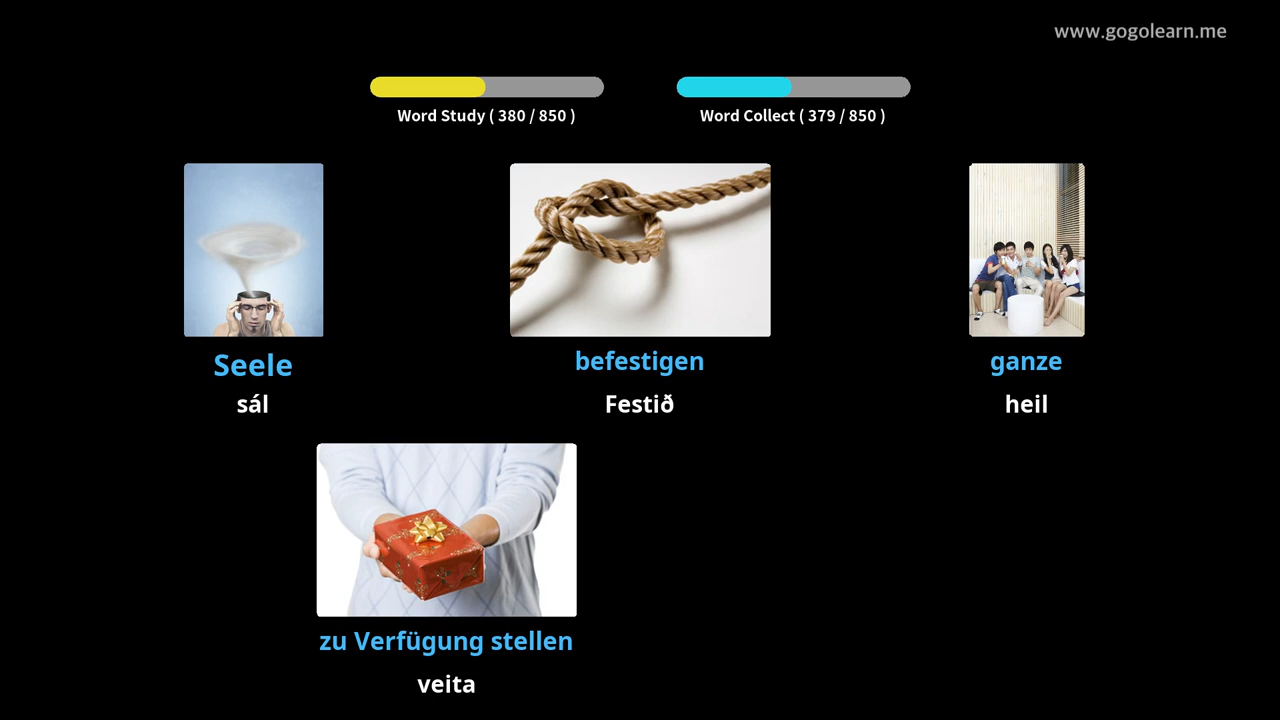 www.gogolearn.me
Word Study ( 380 / 850 )
Word Collect ( 379 / 850 )
Seele
befestigen
ganze
sál
Festið
heil
zu Verfügung stellen
veita